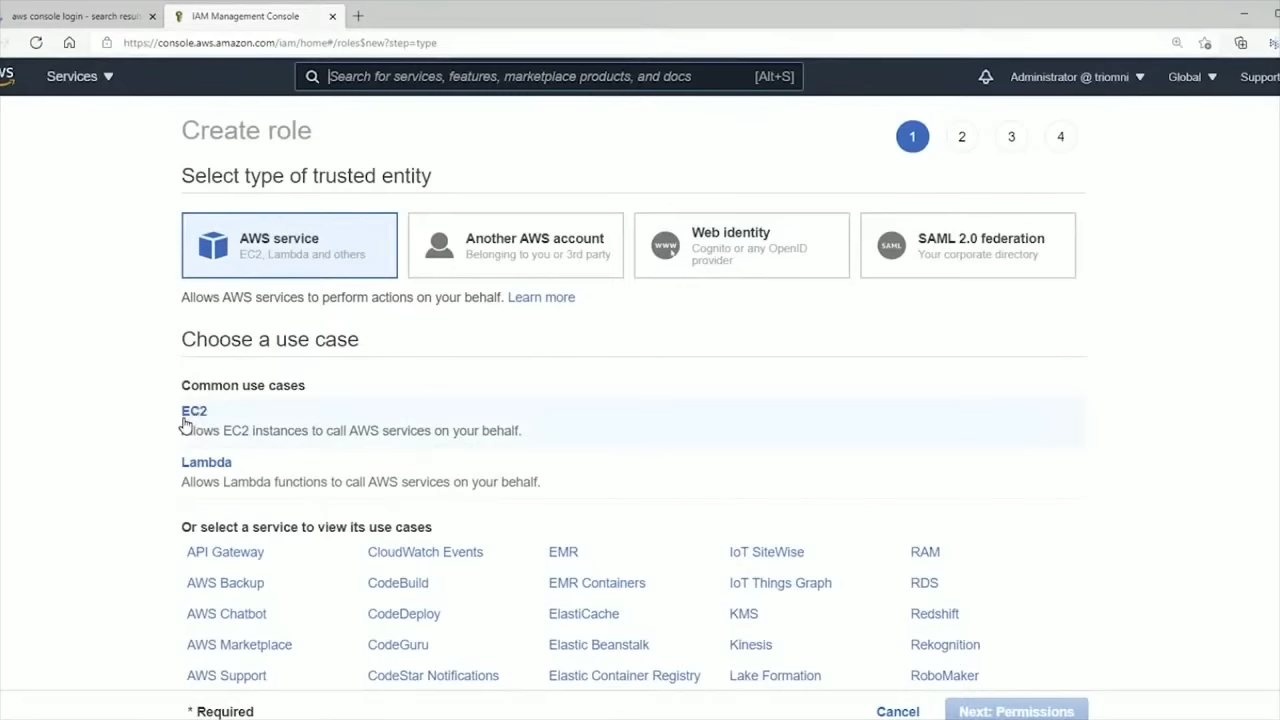 aws console login - search resul
IAM Management Console
https://console.aws.amazon.com/iam/home#/roles$new?step=type
Services
Search for services, features, marketplace products, and docs [Alt+S]
Administrator @ triomni
Global
Support
Create role
1 2 3 4
Select type of trusted entity
AWS service
EC2, Lambda and others
Another AWS account
Belonging to you or 3rd party
WWW
Web identity
Cognito or any OpenID
provider
SAML
SAML 2.0 federation
Your corporate directory
Allows AWS services to perform actions on your behalf. Learn more
Choose a use case
Common use cases
EC2
Allows EC2 instances to call AWS services on your behalf.
Lambda
Allows Lambda functions to call AWS services on your behalf.
Or select a service to view its use cases
API Gateway CloudWatch Events EMR IoT SiteWise RAM
AWS Backup CodeBuild EMR Containers IoT Things Graph RDS
AWS Chatbot CodeDeploy ElastiCache KMS Redshift
AWS Marketplace CodeGuru Elastic Beanstalk Kinesis Rekognition
AWS Support CodeStar Notifications Elastic Container Registry Lake Formation RoboMaker
* Required
Cancel
Next: Permissions